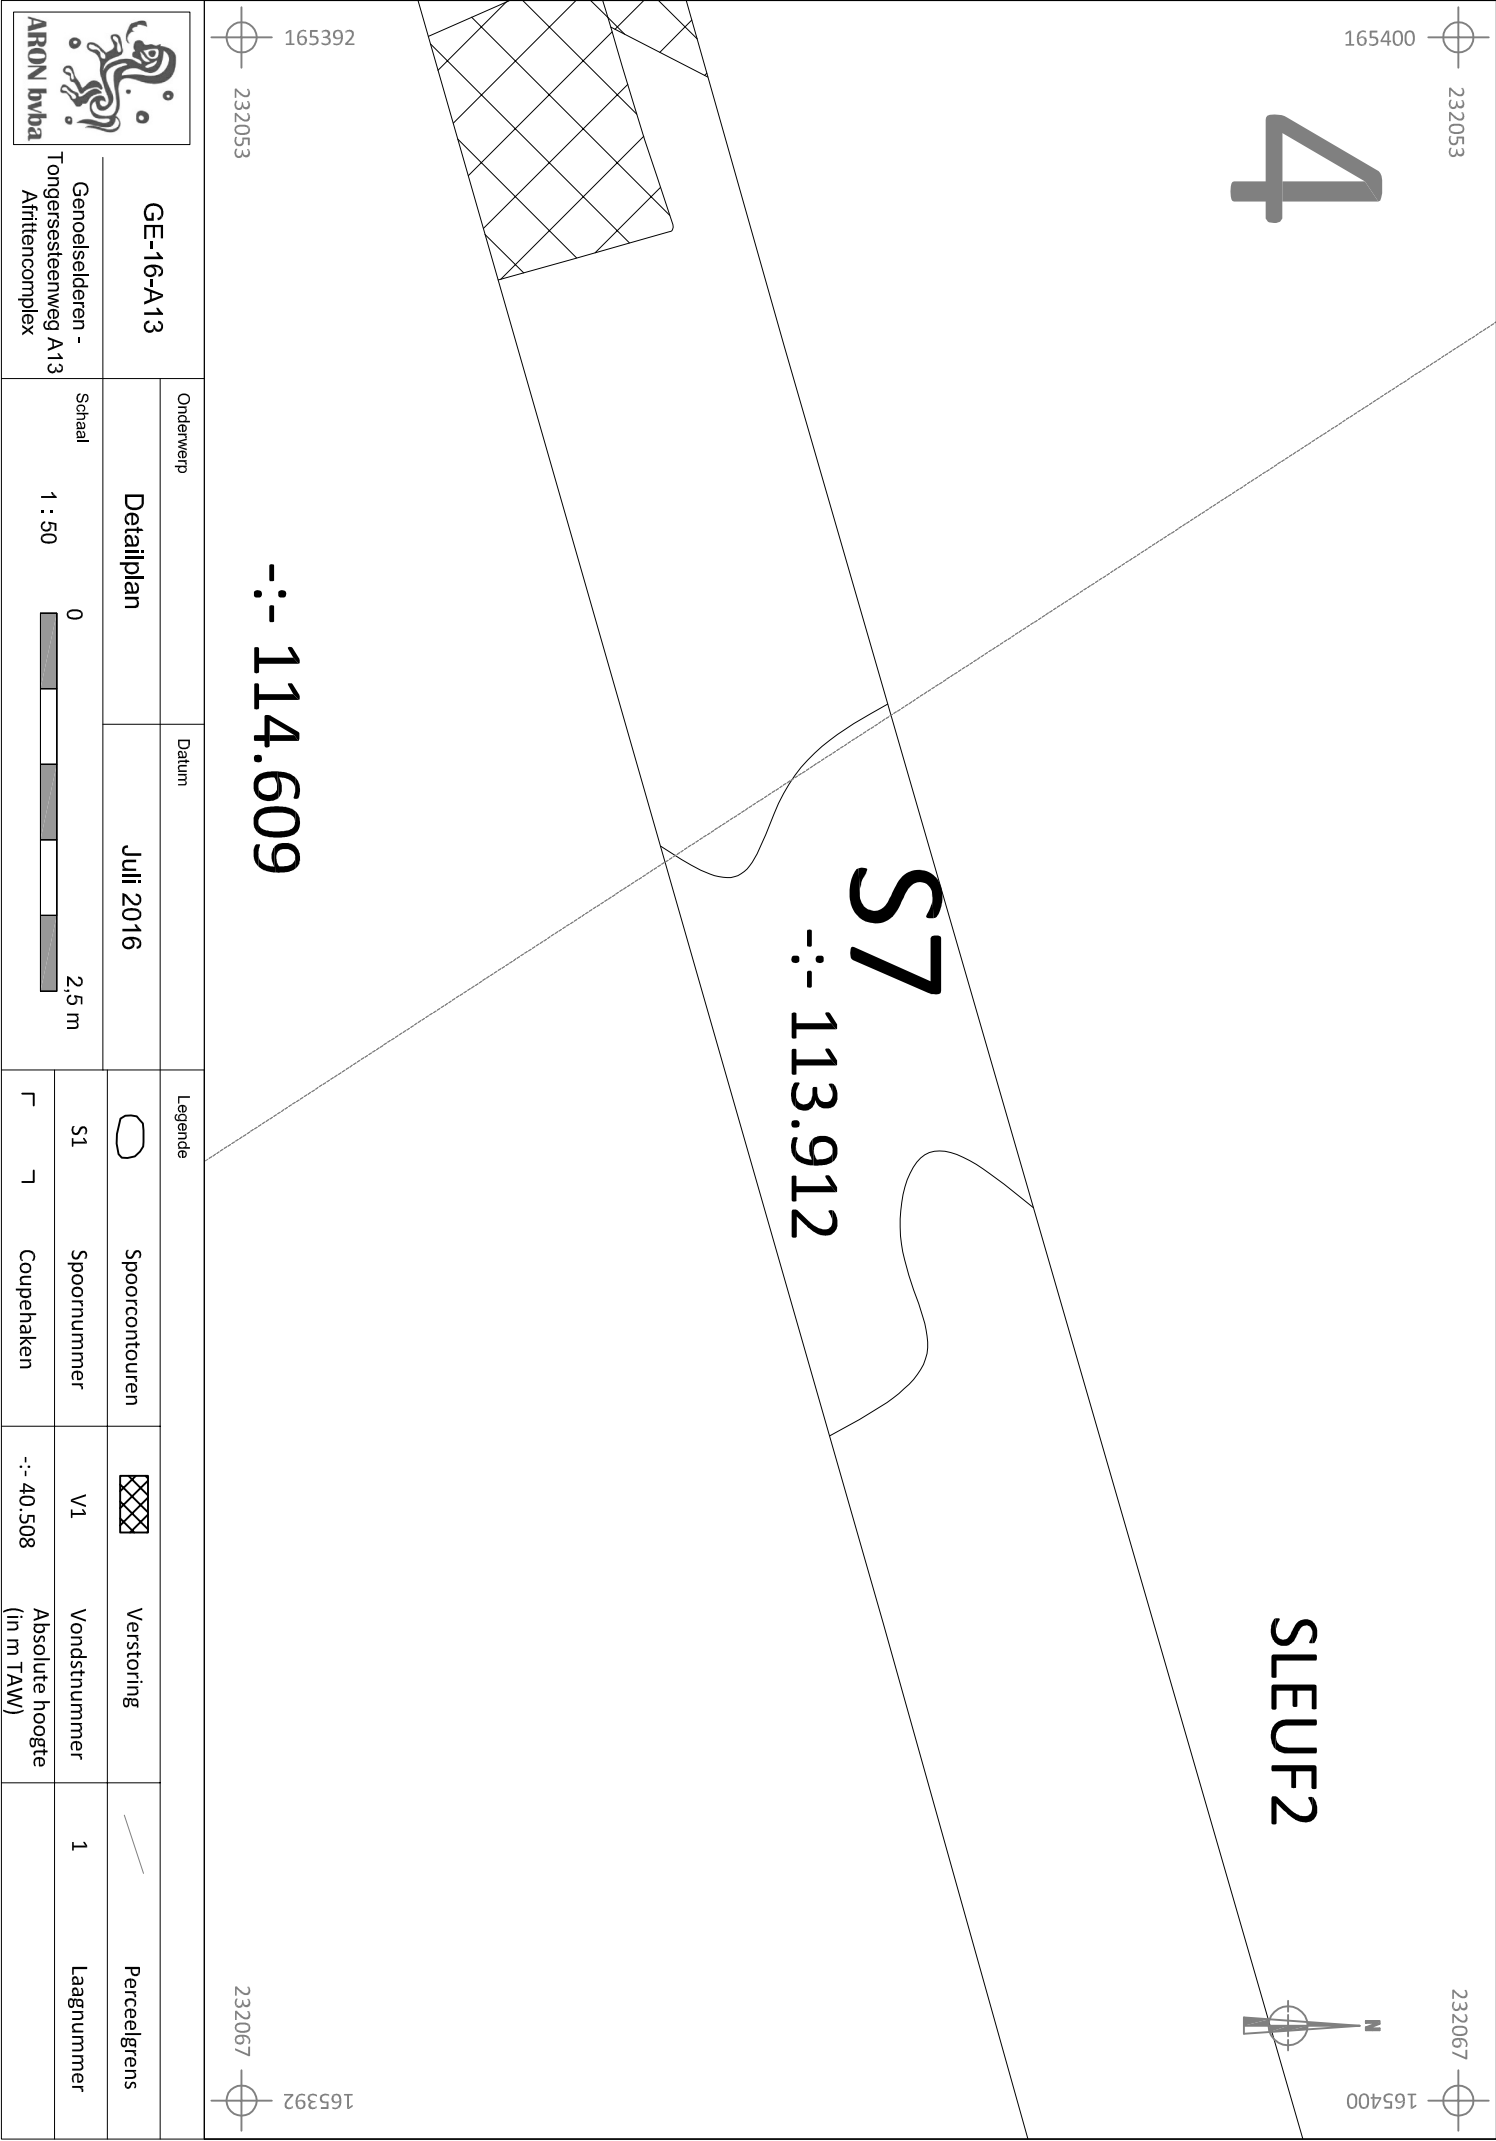 4
165400
232053
165392
232053
SLEUF2
S7
-:- 113.912
-:- 114.609
N
232067
165400
232067
165392
ARON bvba
GE-16-A13
Genoelselderen -
Tongersesteenweg A13
Afrittencomplex
Onderwerp
Detailplan
Datum
Juli 2016
Schaal
1 : 50
0
2,5 m
Legende
Spoorcontouren
Verstoring
Perceelgrens
S1 Spoornummer
V1 Vondstnummer
1 Laagnummer
Coupehaken
-:- 40.508
Absolute hoogte
(in m TAW)